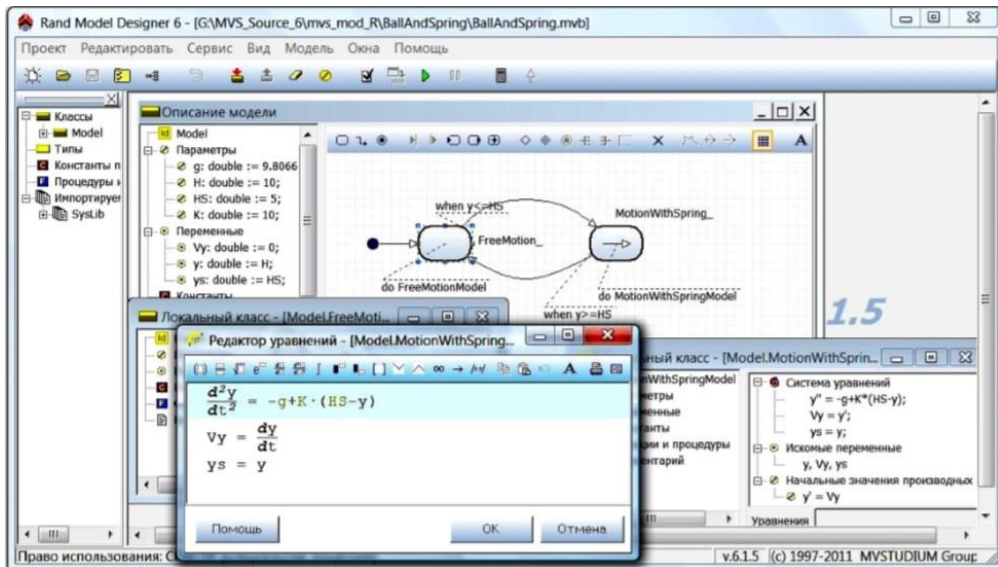 Rand Model Designer 6 - [G:\MVS_Source_6\mvs_mod_R\BallAndSpring\BallAndSpring.mvb]
Проект Редактировать Сервис Вид Модель Окна Помощь
Классы
Model
Типы
Константы п
Процедуры и
Импортируе
SysLib
Описание модели
Model
Параметры
g: double := 9.8066
H: double := 10;
HS: double := 5;
K: double := 10;
Переменные
Vy: double := 0;
y: double := H;
ys: double := HS;
Константы
when y<=HS
MotionWithSpring_
FreeMotion_
do FreeMotionModel
do MotionWithSpringModel
when y>=HS
1.5
Локальный класс - [Model.FreeMoti...
Редактор уравнений - [Model.MotionWithSpring...
d²y/dt² = -g+K·(HS-y)
Vy = dy/dt
ys = y
Помощь OK Отмена
ьный класс - [Model.MotionWithSprin...
nWithSpringModel
метры
менные
танты
ции и процедуры
ентарий
Система уравнений
y'' = -g+K*(HS-y);
Vy = y';
ys = y;
Искомые переменные
y, Vy, ys
Начальные значения производных
y' = Vy
Уравнения
Право использования:
v.6.1.5 (c) 1997-2011 MVSTUDIUM Group